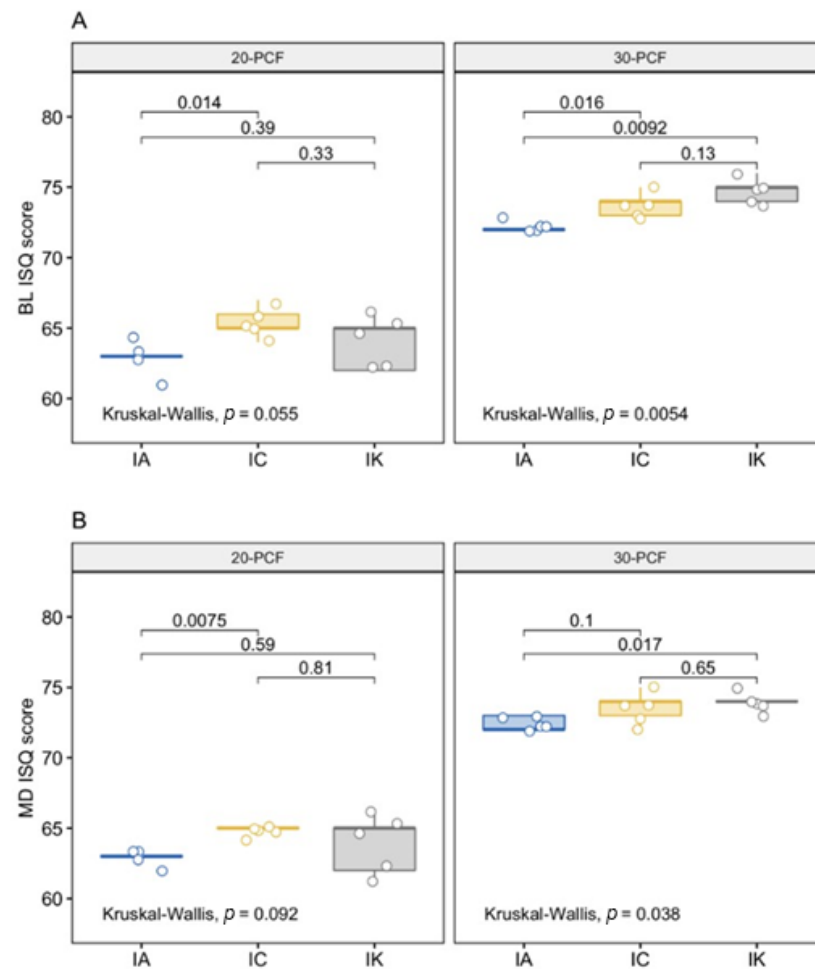 A
20-PCF
30-PCF
0.014
0.39
0.33
0.016
0.0092
0.13
BL ISQ score
80
75
70
65
60
Kruskal-Wallis, p = 0.055
Kruskal-Wallis, p = 0.0054
IA IC IK
IA IC IK
B
20-PCF
30-PCF
0.0075
0.59
0.81
0.1
0.017
0.65
MD ISQ score
80
75
70
65
60
Kruskal-Wallis, p = 0.092
Kruskal-Wallis, p = 0.038
IA IC IK
IA IC IK